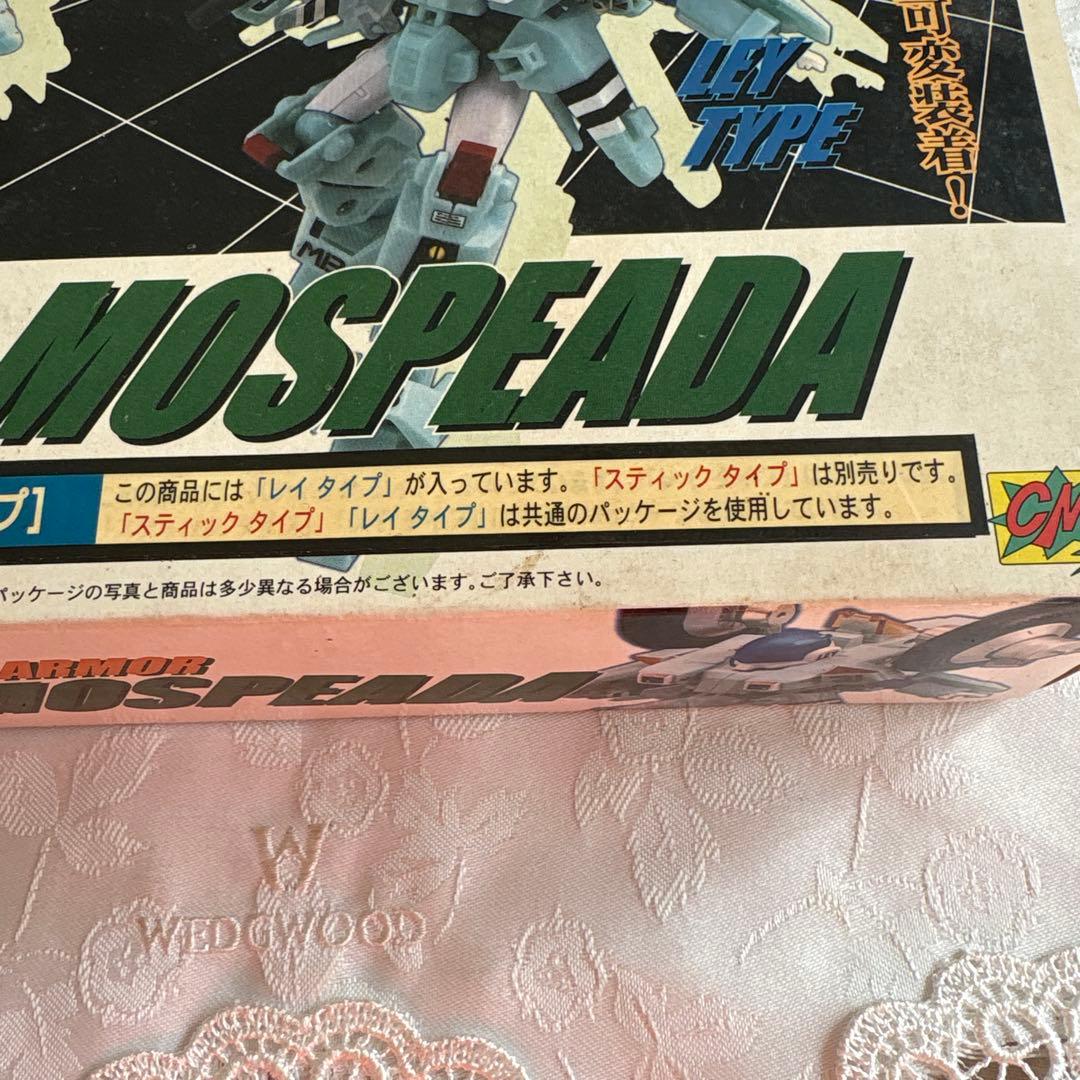 可変装着!
LEY
TYPE
MB
MOSPEADA
プ]
この商品には「レイ タイプ」が入っています。「スティック タイプ」は別売りです。
「スティック タイプ」「レイ タイプ」は共通のパッケージを使用しています。
CM
パッケージの写真と商品は多少異なる場合がございます。ご了承下さい。
ARMOR
MOSPEADA
W
WEDGWOOD